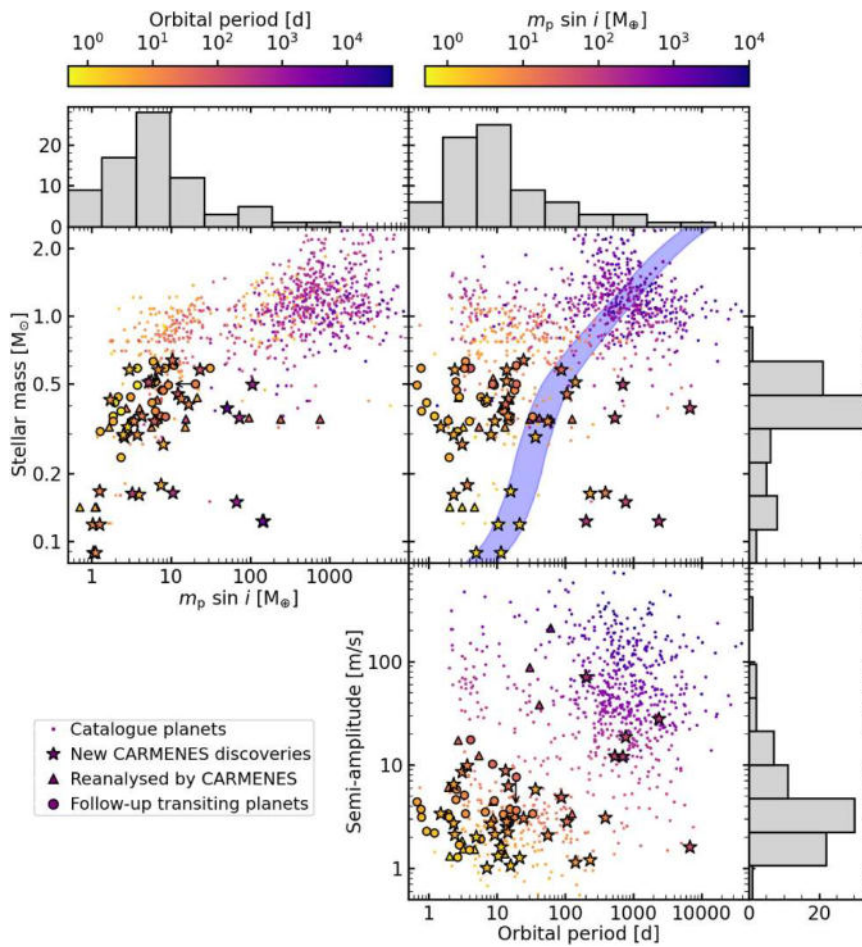 Orbital period [d]
10⁰ 10¹ 10² 10³ 10⁴
mₚ sin i [M⊕]
10⁰ 10¹ 10² 10³ 10⁴
20
10
0
2.0
1.0
0.5
0.2
0.1
Stellar mass [M⊙]
1 10 100 1000
mₚ sin i [M⊕]
100
10
1
Semi-amplitude [m/s]
1 10 100 1000 10000
Orbital period [d]
0 20
Catalogue planets
New CARMENES discoveries
Reanalysed by CARMENES
Follow-up transiting planets